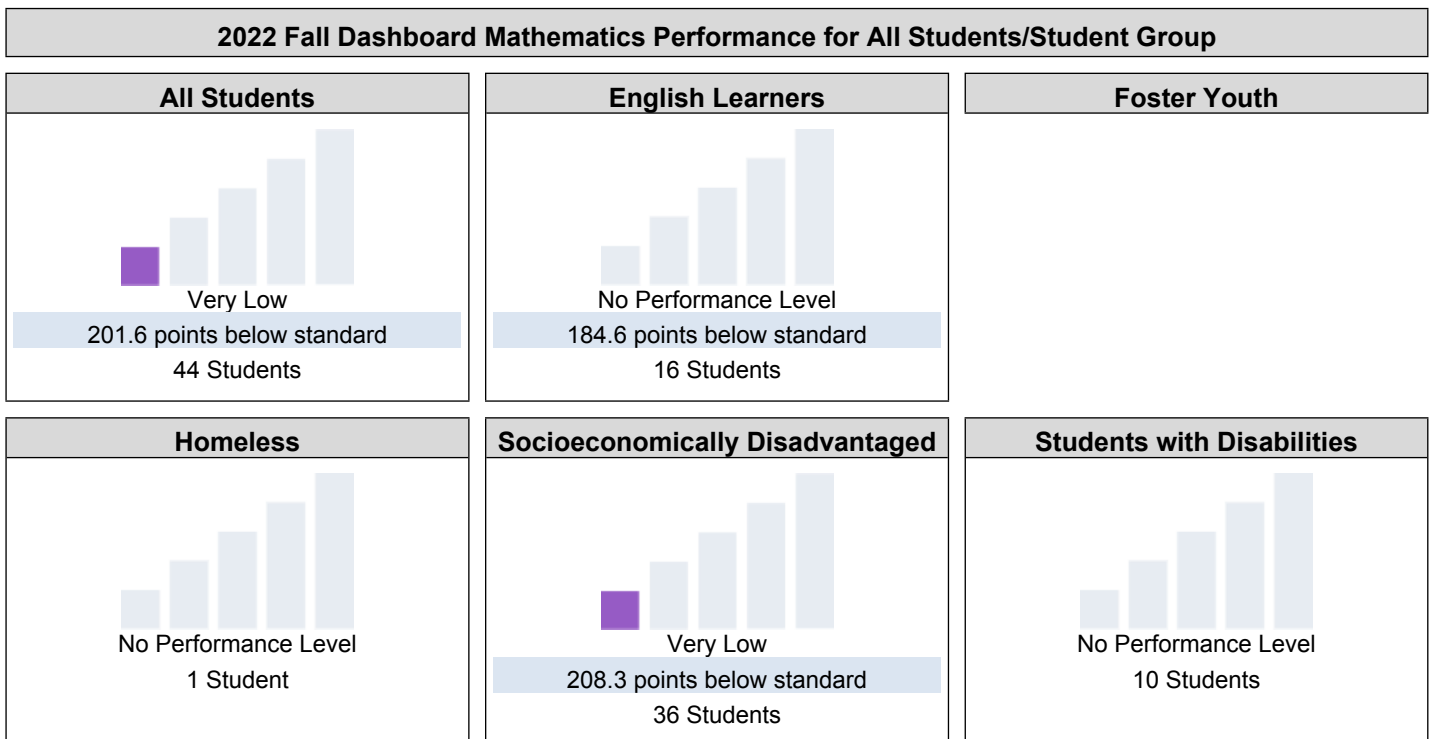 2022 Fall Dashboard Mathematics Performance for All Students/Student Group
All Students
Very Low
201.6 points below standard
44 Students
English Learners
No Performance Level
184.6 points below standard
16 Students
Foster Youth
Homeless
No Performance Level
1 Student
Socioeconomically Disadvantaged
Very Low
208.3 points below standard
36 Students
Students with Disabilities
No Performance Level
10 Students